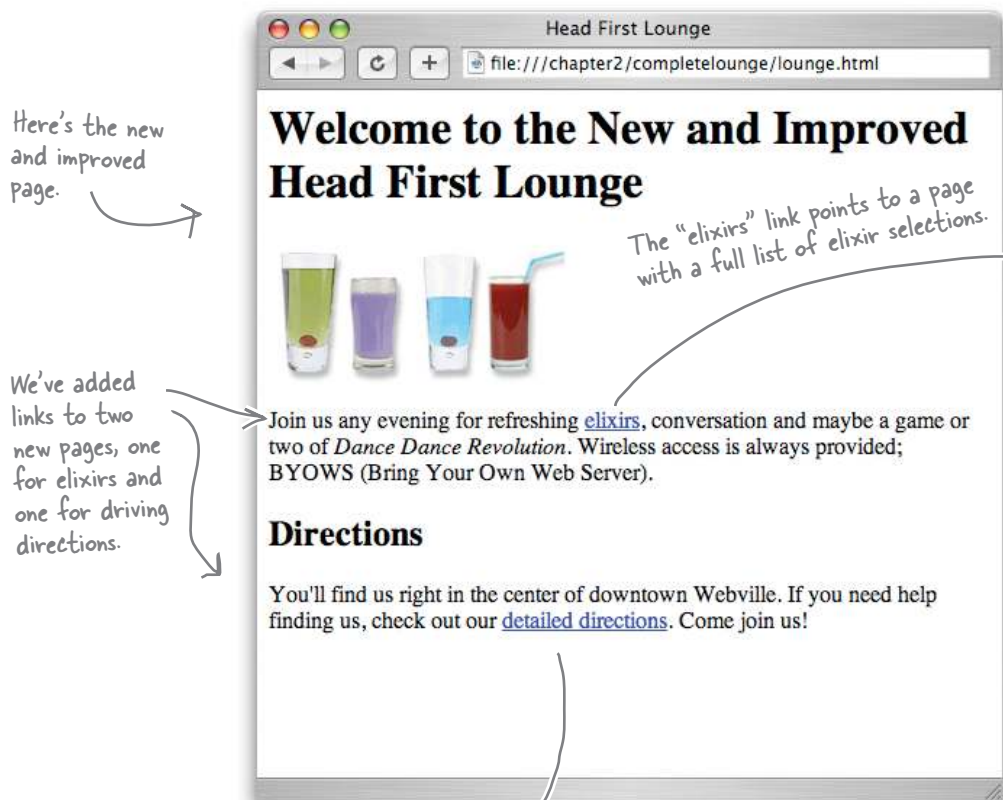 Head First Lounge
file:///chapter2/completelounge/lounge.html
Here's the new
and improved
page.
Welcome to the New and Improved
Head First Lounge
The "elixirs" link points to a page
with a full list of elixir selections.
We've added
links to two
new pages, one
for elixirs and
one for driving
directions.
Join us any evening for refreshing elixirs, conversation and maybe a game or
two of Dance Dance Revolution. Wireless access is always provided;
BYOWS (Bring Your Own Web Server).
Directions
You'll find us right in the center of downtown Webville. If you need help
finding us, check out our detailed directions. Come join us!